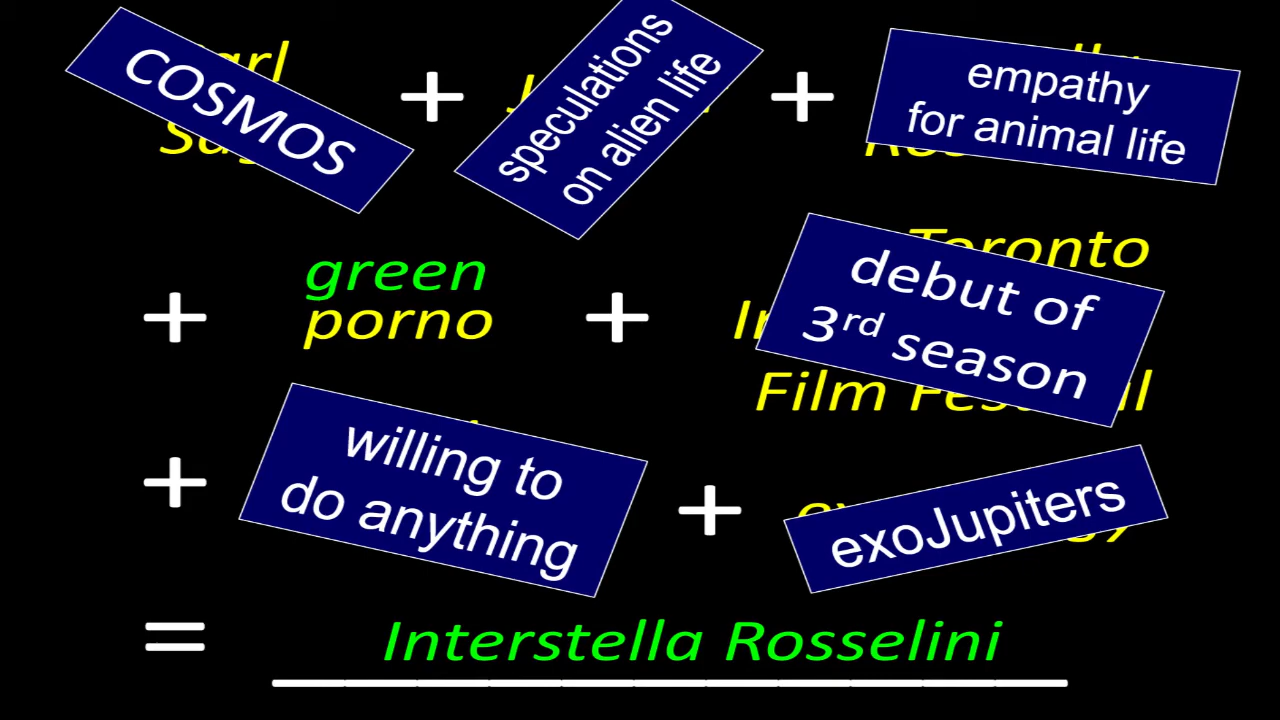 COSMOS
+
speculations
on alien life
+
empathy
for animal life
+
green
porno
+
Toronto
debut of
3rd season
Film
+
willing to
do anything
+
exoJupiters
=
Interstella Rosselini